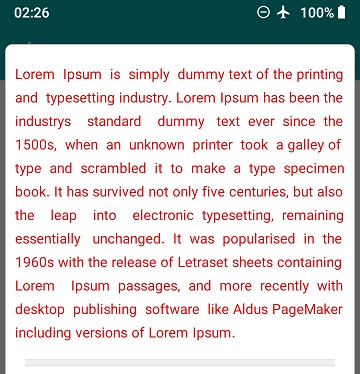 02:26 100%
Lorem Ipsum is simply dummy text of the printing
and typesetting industry. Lorem Ipsum has been the
industrys standard dummy text ever since the
1500s, when an unknown printer took a galley of
type and scrambled it to make a type specimen
book. It has survived not only five centuries, but also
the leap into electronic typesetting, remaining
essentially unchanged. It was popularised in the
1960s with the release of Letraset sheets containing
Lorem Ipsum passages, and more recently with
desktop publishing software like Aldus PageMaker
including versions of Lorem Ipsum.